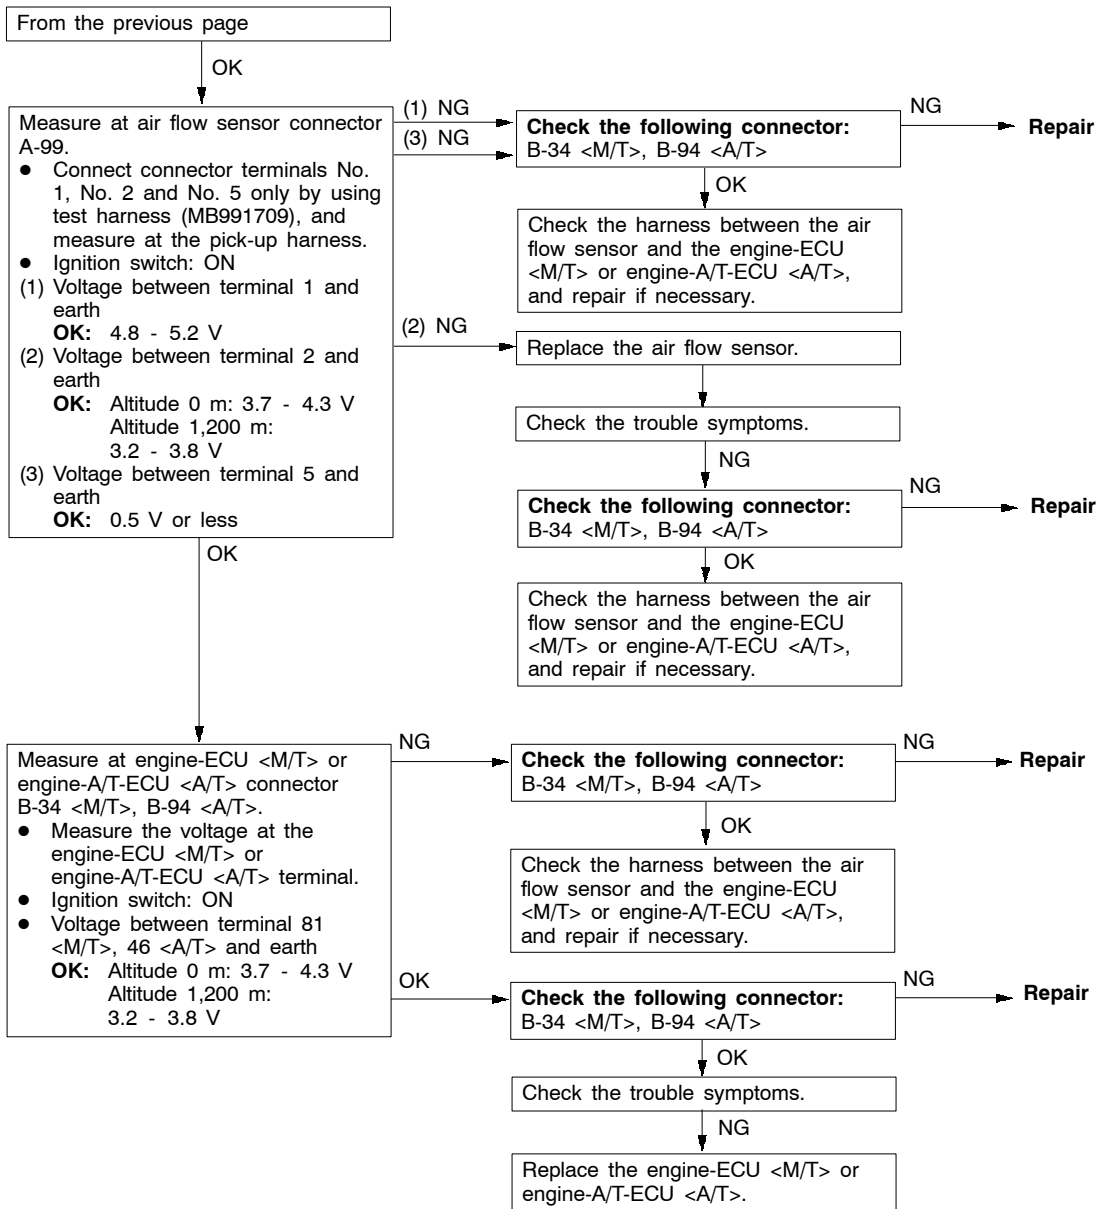 From the previous page
OK
Measure at air flow sensor connector
A-99.
● Connect connector terminals No.
1, No. 2 and No. 5 only by using
test harness (MB991709), and
measure at the pick-up harness.
● Ignition switch: ON
(1) Voltage between terminal 1 and
earth
OK: 4.8 - 5.2 V
(2) Voltage between terminal 2 and
earth
OK: Altitude 0 m: 3.7 - 4.3 V
Altitude 1,200 m:
3.2 - 3.8 V
(3) Voltage between terminal 5 and
earth
OK: 0.5 V or less
(1) NG
(3) NG
Check the following connector:
B-34 <M/T>, B-94 <A/T>
NG
Repair
OK
Check the harness between the air
flow sensor and the engine-ECU
<M/T> or engine-A/T-ECU <A/T>,
and repair if necessary.
(2) NG
Replace the air flow sensor.
Check the trouble symptoms.
NG
Check the following connector:
B-34 <M/T>, B-94 <A/T>
NG
Repair
OK
Check the harness between the air
flow sensor and the engine-ECU
<M/T> or engine-A/T-ECU <A/T>,
and repair if necessary.
OK
Measure at engine-ECU <M/T> or
engine-A/T-ECU <A/T> connector
B-34 <M/T>, B-94 <A/T>.
● Measure the voltage at the
engine-ECU <M/T> or
engine-A/T-ECU <A/T> terminal.
● Ignition switch: ON
● Voltage between terminal 81
<M/T>, 46 <A/T> and earth
OK: Altitude 0 m: 3.7 - 4.3 V
Altitude 1,200 m:
3.2 - 3.8 V
NG
Check the following connector:
B-34 <M/T>, B-94 <A/T>
NG
Repair
OK
Check the harness between the air
flow sensor and the engine-ECU
<M/T> or engine-A/T-ECU <A/T>,
and repair if necessary.
OK
Check the following connector:
B-34 <M/T>, B-94 <A/T>
NG
Repair
OK
Check the trouble symptoms.
NG
Replace the engine-ECU <M/T> or
engine-A/T-ECU <A/T>.